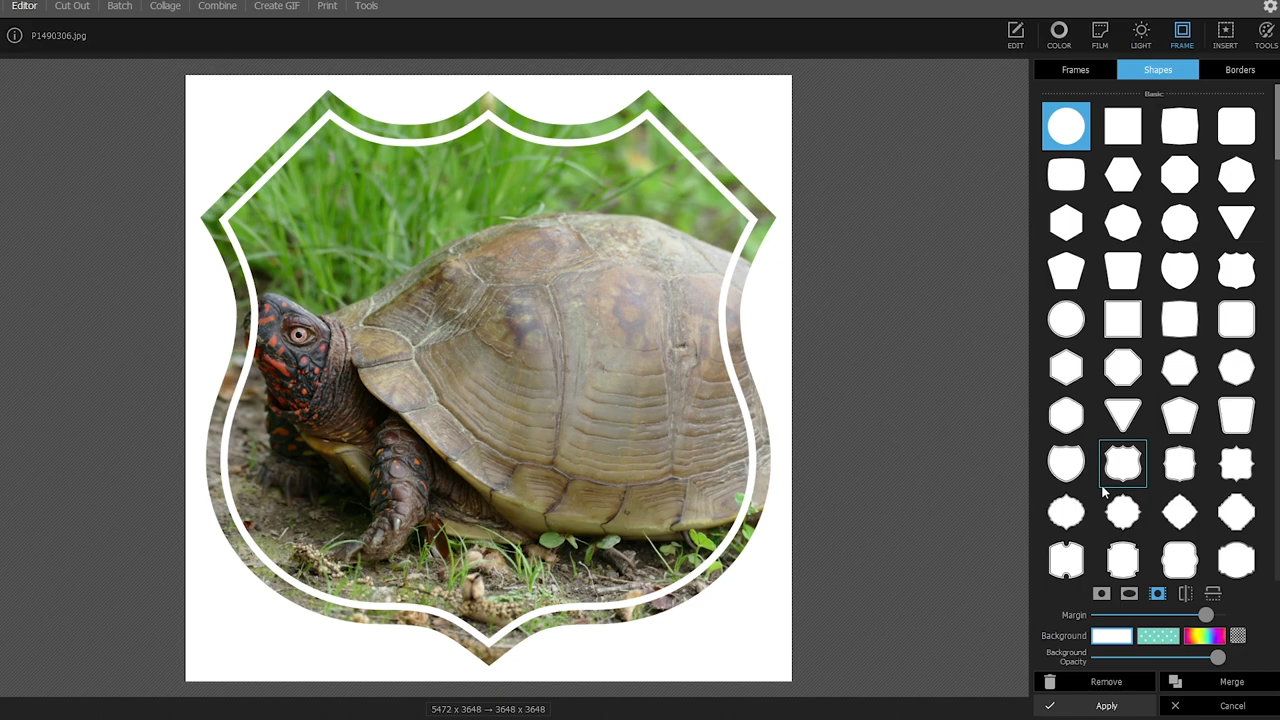 Editor Cut Out Batch Collage Combine Create GIF Print Tools
P1490306.jpg
EDIT COLOR FILM LIGHT FRAME INSERT TOOLS
Frames Shapes Borders
Basic
Margin
Background
Background
Opacity
Remove Merge
Apply Cancel
5472 x 3648 → 3648 x 3648